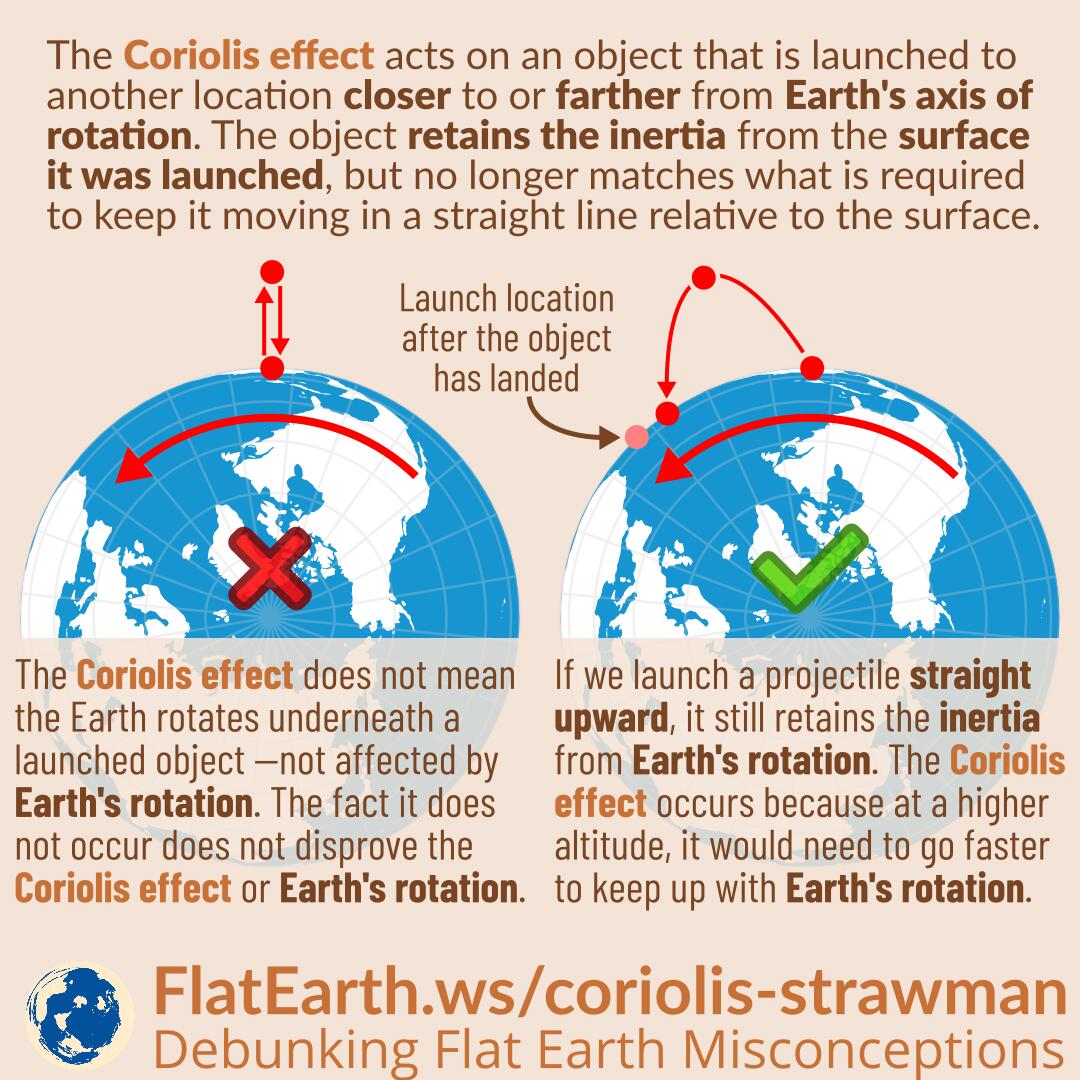 The Coriolis effect acts on an object that is launched to
another location closer to or farther from Earth's axis of
rotation. The object retains the inertia from the surface
it was launched, but no longer matches what is required
to keep it moving in a straight line relative to the surface.
Launch location
after the object
has landed
The Coriolis effect does not mean
the Earth rotates underneath a
launched object —not affected by
Earth's rotation. The fact it does
not occur does not disprove the
Coriolis effect or Earth's rotation.
If we launch a projectile straight
upward, it still retains the inertia
from Earth's rotation. The Coriolis
effect occurs because at a higher
altitude, it would need to go faster
to keep up with Earth's rotation.
FlatEarth.ws/coriolis-strawman
Debunking Flat Earth Misconceptions